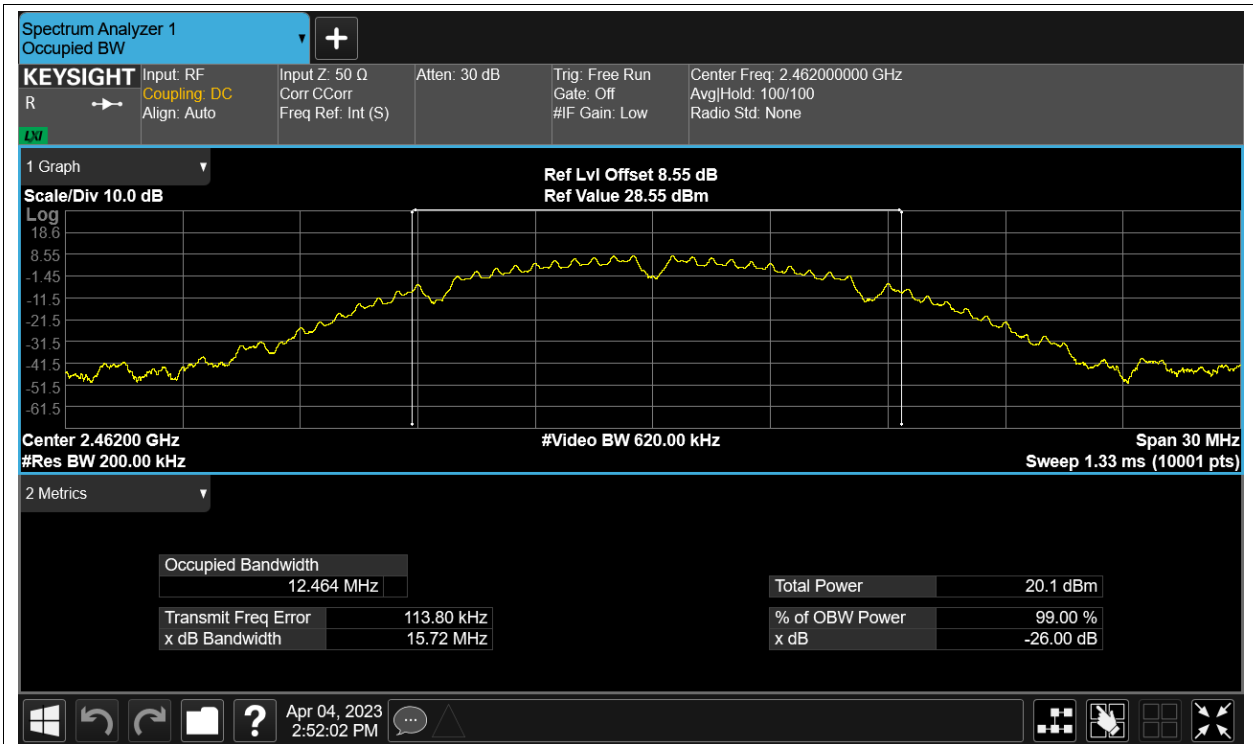 Spectrum Analyzer 1
Occupied BW
KEYSIGHT
R
LXI
Input: RF
Coupling: DC
Align: Auto
Input Z: 50 Ω
Corr CCorr
Freq Ref: Int (S)
Atten: 30 dB
Trig: Free Run
Gate: Off
#IF Gain: Low
Center Freq: 2.462000000 GHz
Avg|Hold: 100/100
Radio Std: None
1 Graph
Scale/Div 10.0 dB
Ref Lvl Offset 8.55 dB
Ref Value 28.55 dBm
Log
18.6
8.55
-1.45
-11.5
-21.5
-31.5
-41.5
-51.5
-61.5
Center 2.46200 GHz
#Res BW 200.00 kHz
#Video BW 620.00 kHz
Span 30 MHz
Sweep 1.33 ms (10001 pts)
2 Metrics
Occupied Bandwidth
12.464 MHz
Transmit Freq Error 113.80 kHz
x dB Bandwidth 15.72 MHz
Total Power 20.1 dBm
% of OBW Power 99.00 %
x dB -26.00 dB
?
Apr 04, 2023
2:52:02 PM